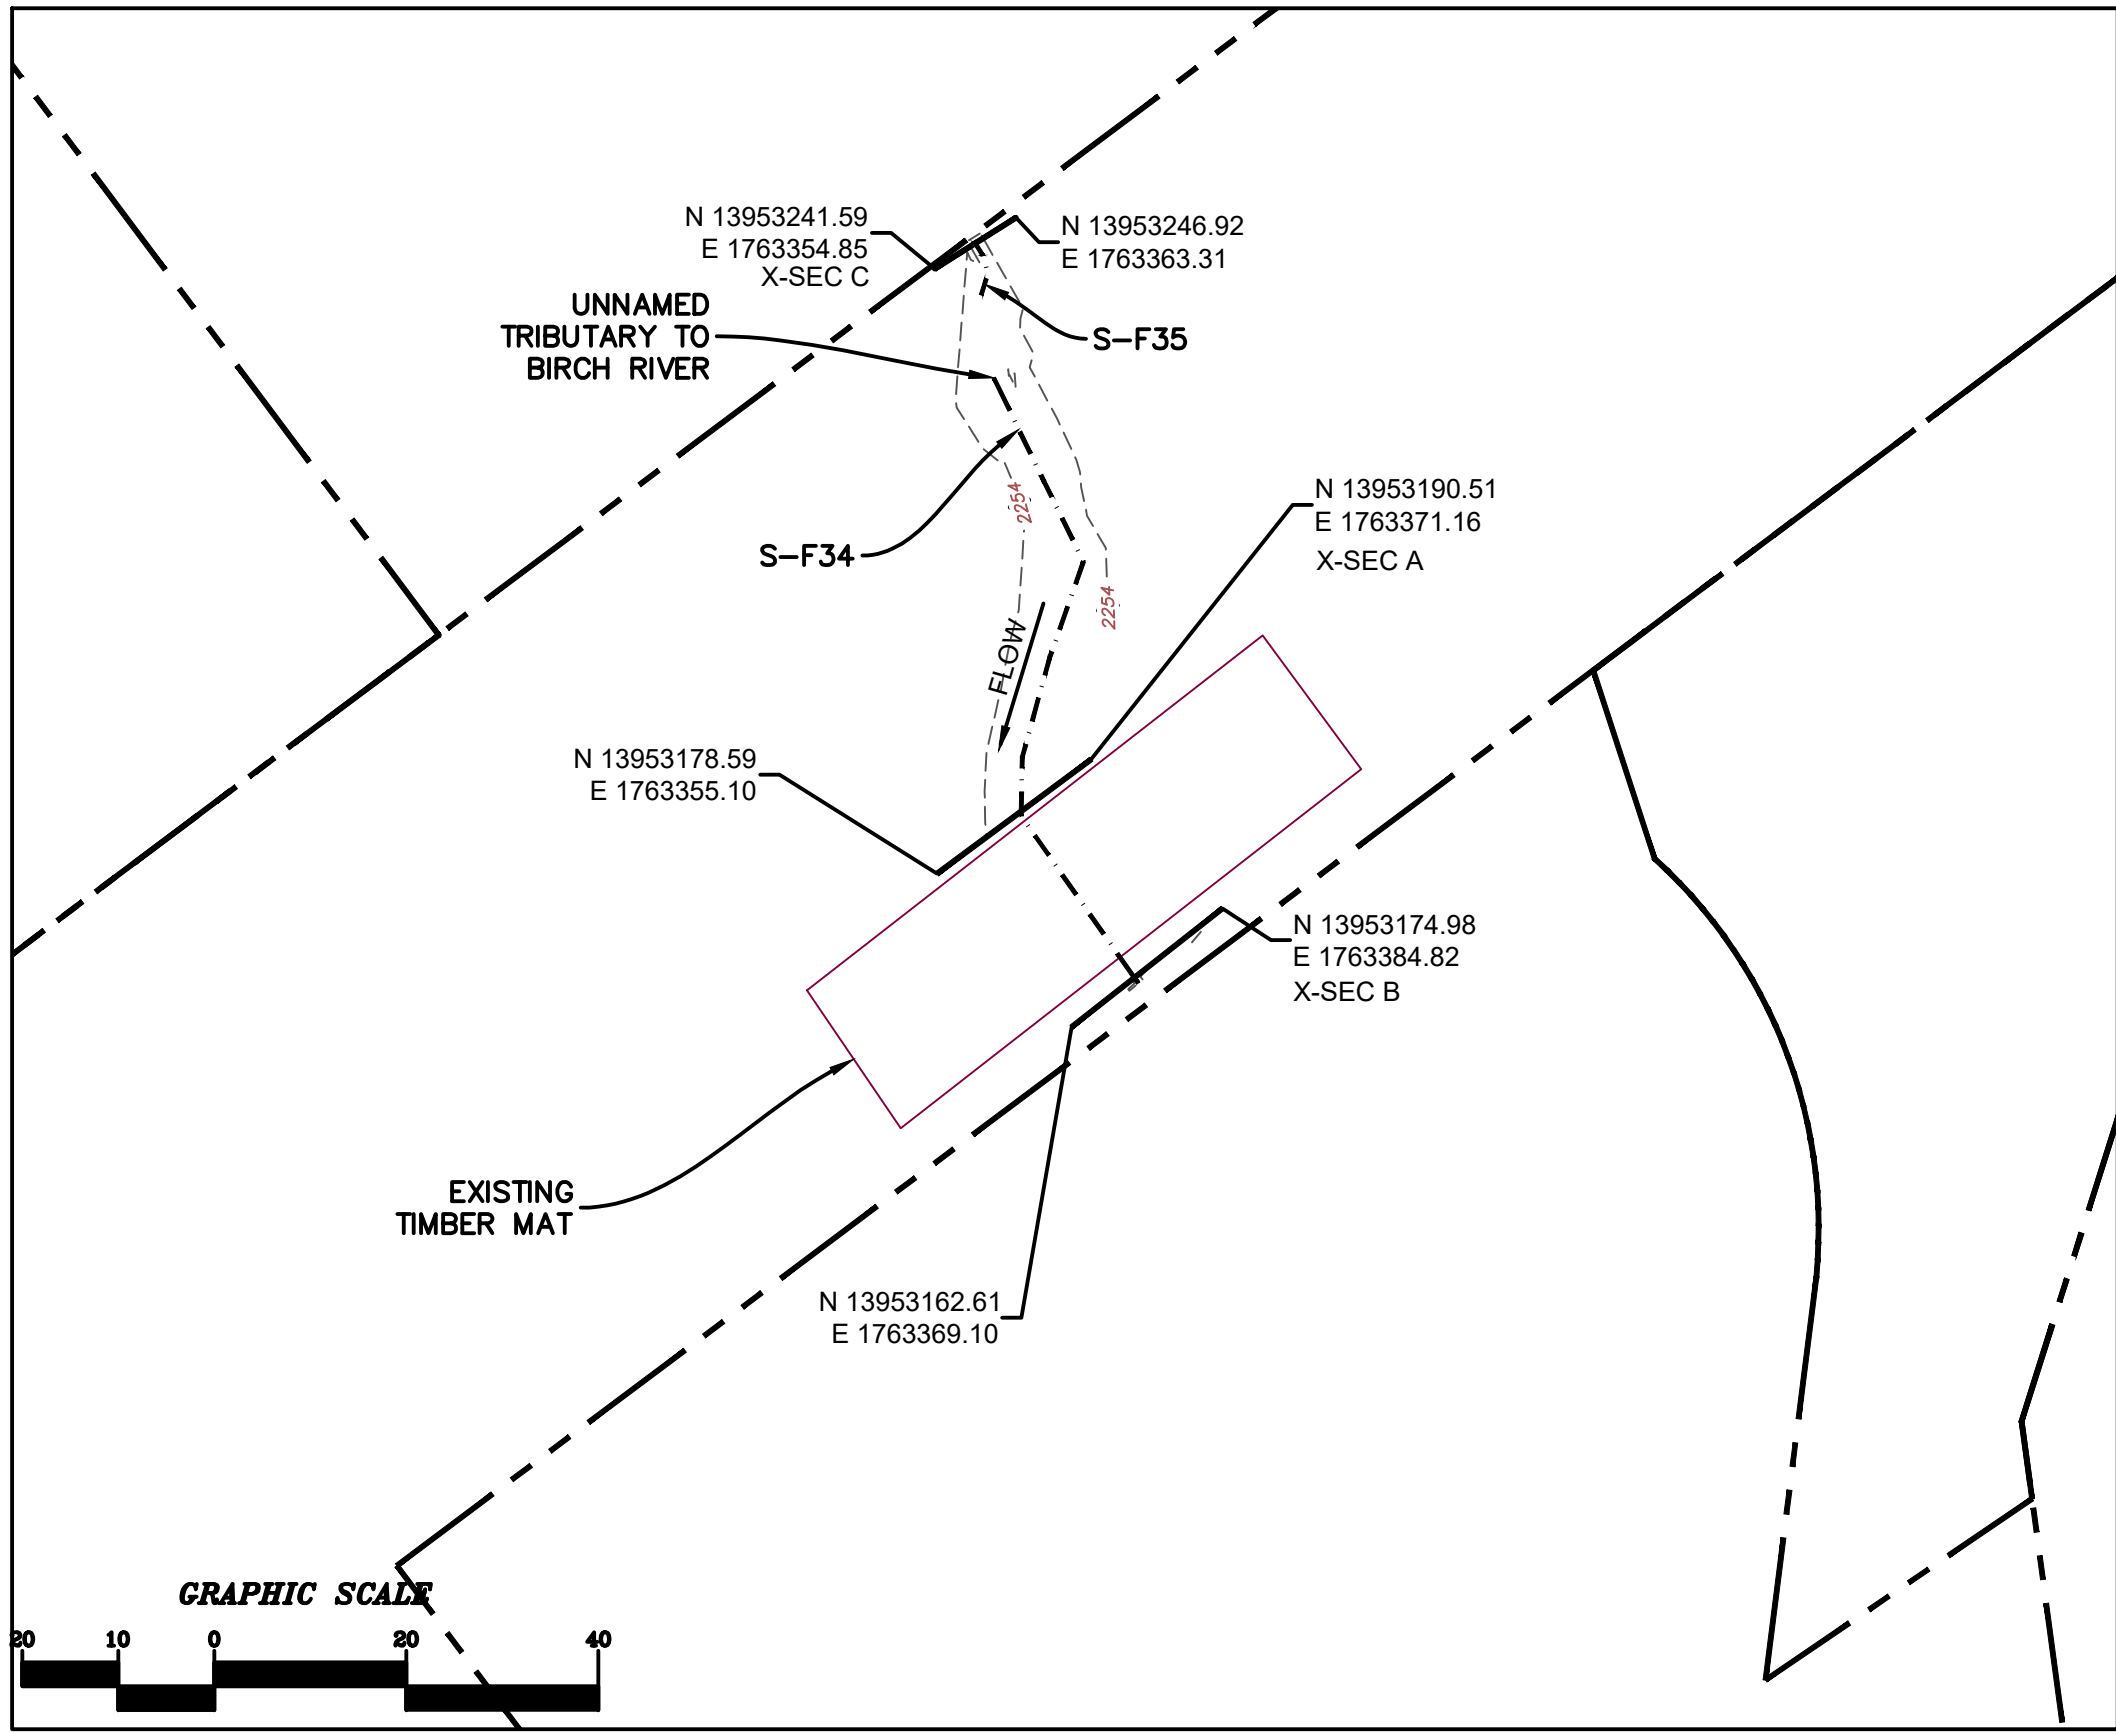 N 13953241.59
E 1763354.85
X-SEC C
N 13953246.92
E 1763363.31
UNNAMED
TRIBUTARY TO
BIRCH RIVER
S-F35
2254
N 13953190.51
E 1763371.16
X-SEC A
S-F34
2254
FLOW
N 13953178.59
E 1763355.10
N 13953174.98
E 1763384.82
X-SEC B
EXISTING
TIMBER MAT
N 13953162.61
E 1763369.10
GRAPHIC SCALE
20 10 0 20 40